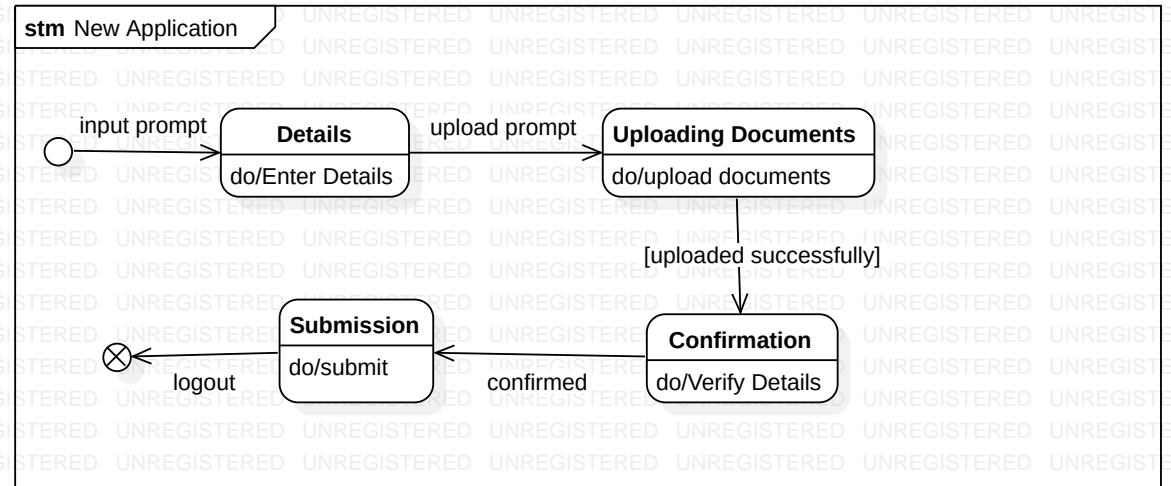 stm New Application
input prompt
Details
do/Enter Details
upload prompt
Uploading Documents
do/upload documents
[uploaded successfully]
Confirmation
do/Verify Details
confirmed
Submission
do/submit
logout
UNREGISTERED